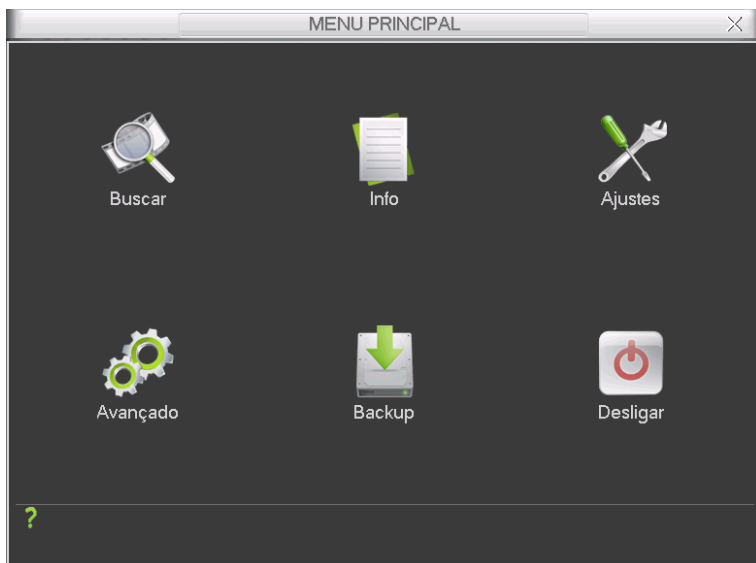 MENU PRINCIPAL
Buscar
Info
Ajustes
Avançado
Backup
Desligar
?